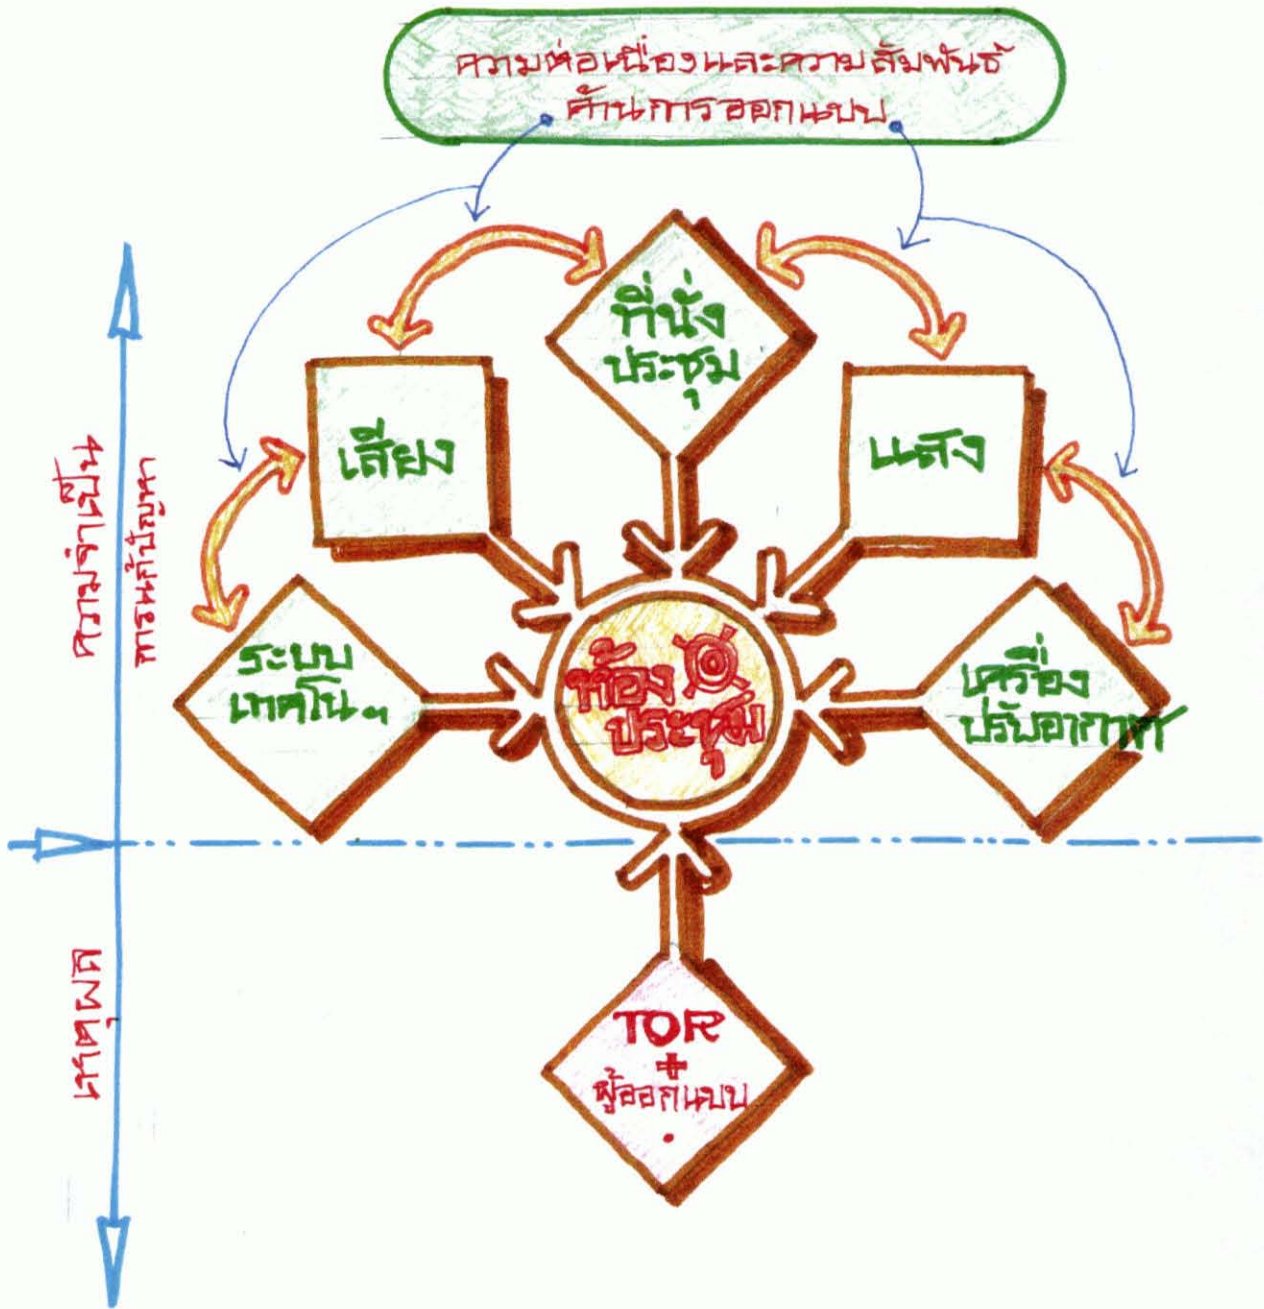 ความต่อเนื่องและความสัมพันธ์
ด้านการออกแบบ
ที่นั่ง
ประชุม
เสียง
แสง
ระบบ
เทคโนฯ
ห้อง
ประชุม
เครื่อง
ปรับอากาศ
ความจำเป็น
การแก้ปัญหา
เหตุผล
TOR
+
ผู้ออกแบบ